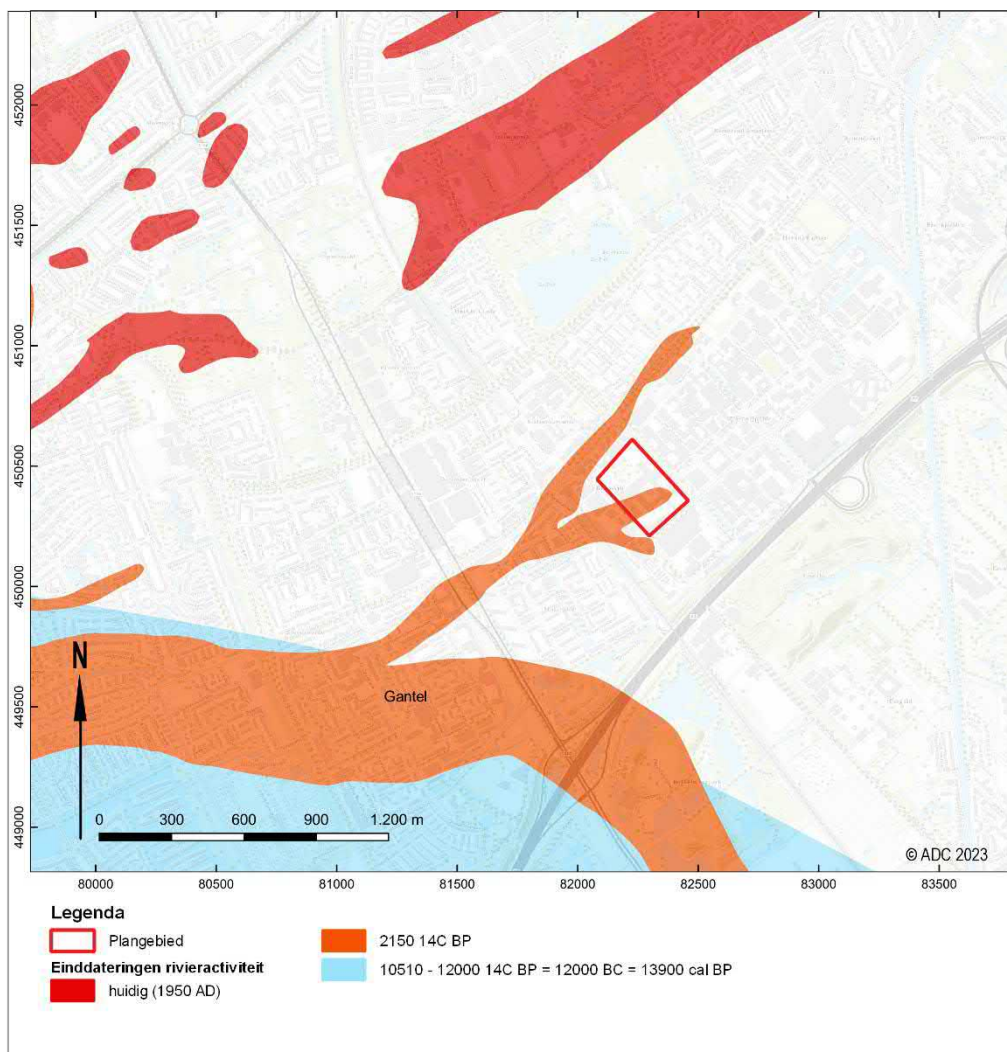 452000
451500
451000
450500
450000
449500
449000
Gantel
N
0 300 600 900 1.200 m
© ADC 2023
80000 80500 81000 81500 82000 82500 83000 83500
Legenda
Plangebied
Einddateringen rivieractiviteit
huidig (1950 AD)
2150 14C BP
10510 - 12000 14C BP = 12000 BC = 13900 cal BP